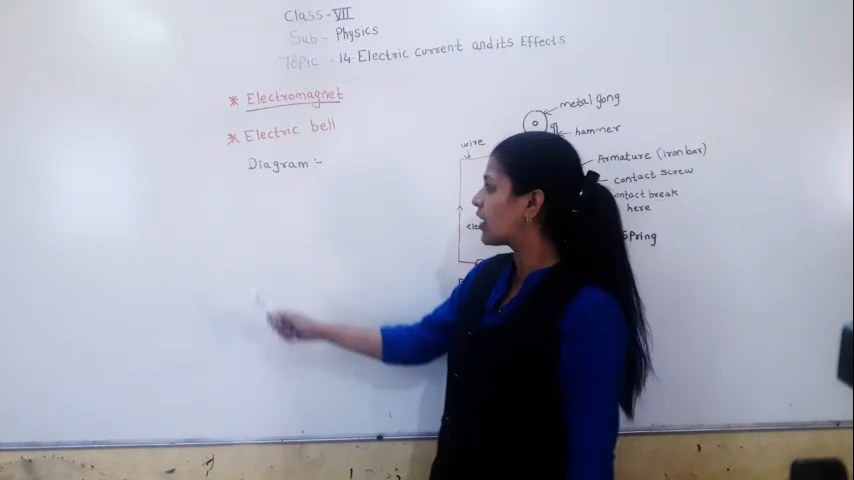 Class - VII
Sub - Physics
Topic - 14 Electric current and its Effects
* Electromagnet
* Electric bell
Diagram :-
metal gong
hammer
wire
Armature (iron bar)
contact screw
contact break
here
Spring